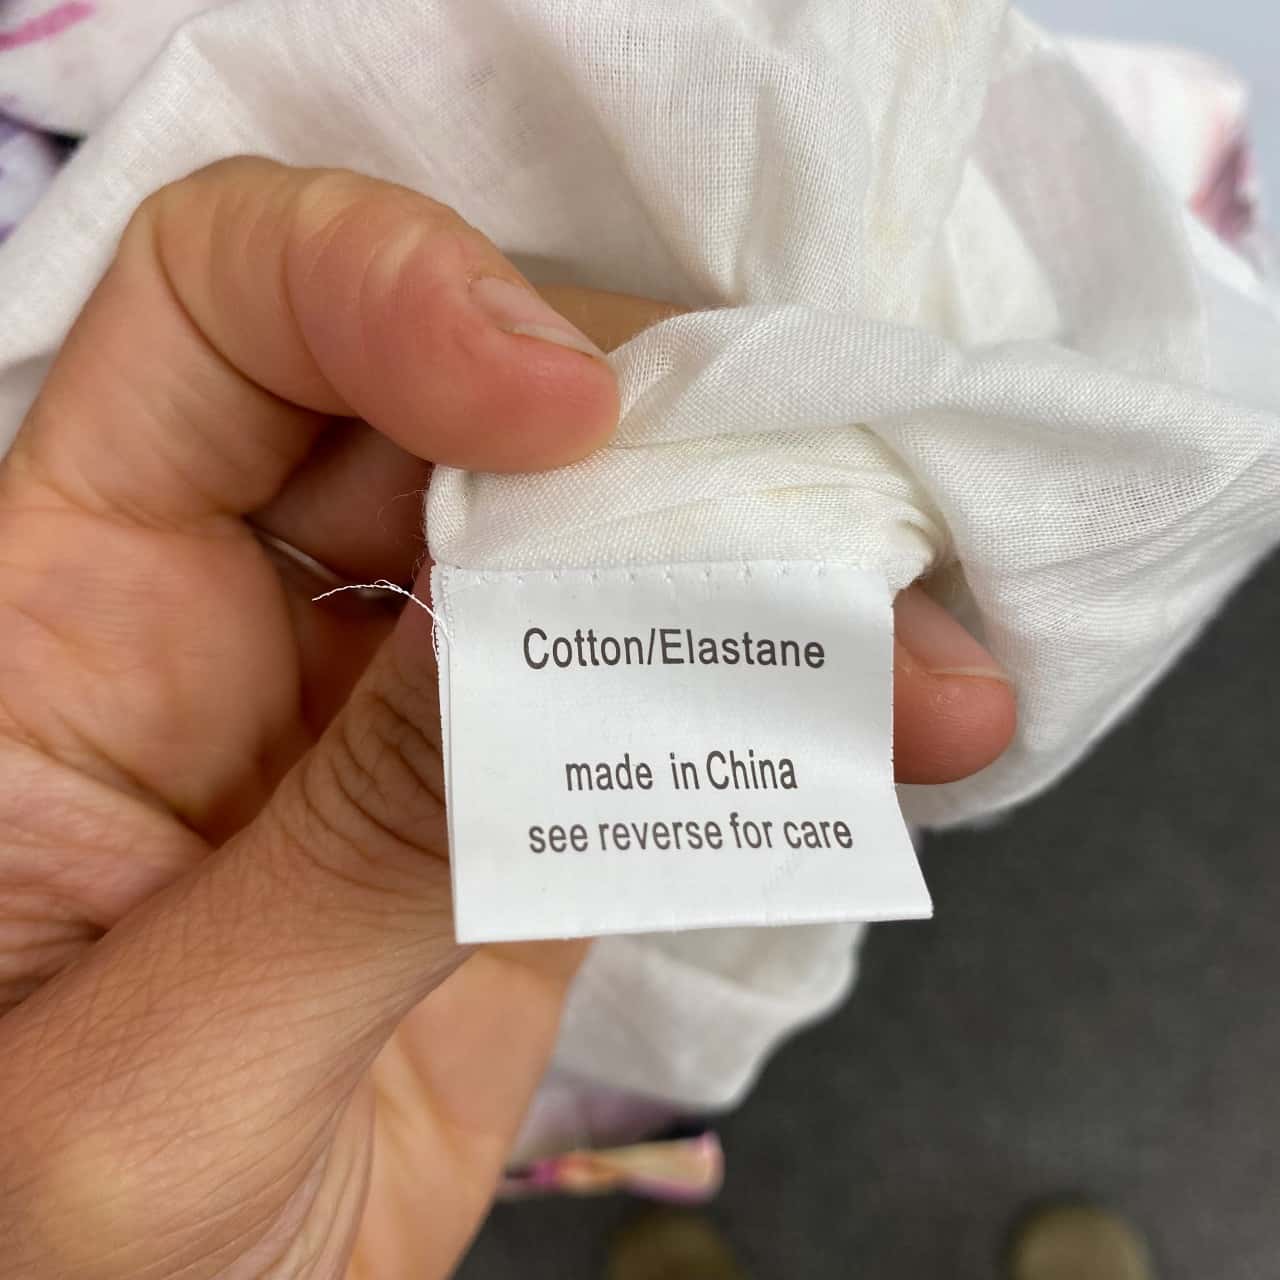 Cotton/Elastane
made in China
see reverse for care